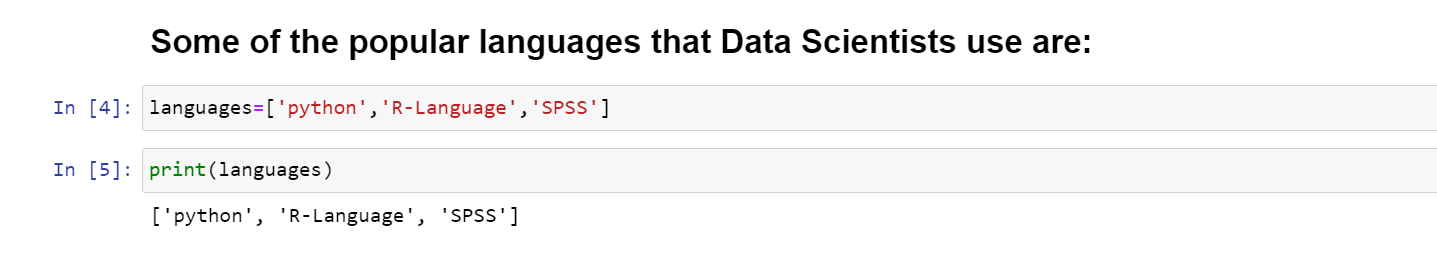 Some of the popular languages that Data Scientists use are:
In [4]: languages=['python','R-Language','SPSS']
In [5]: print(languages)
['python', 'R-Language', 'SPSS']